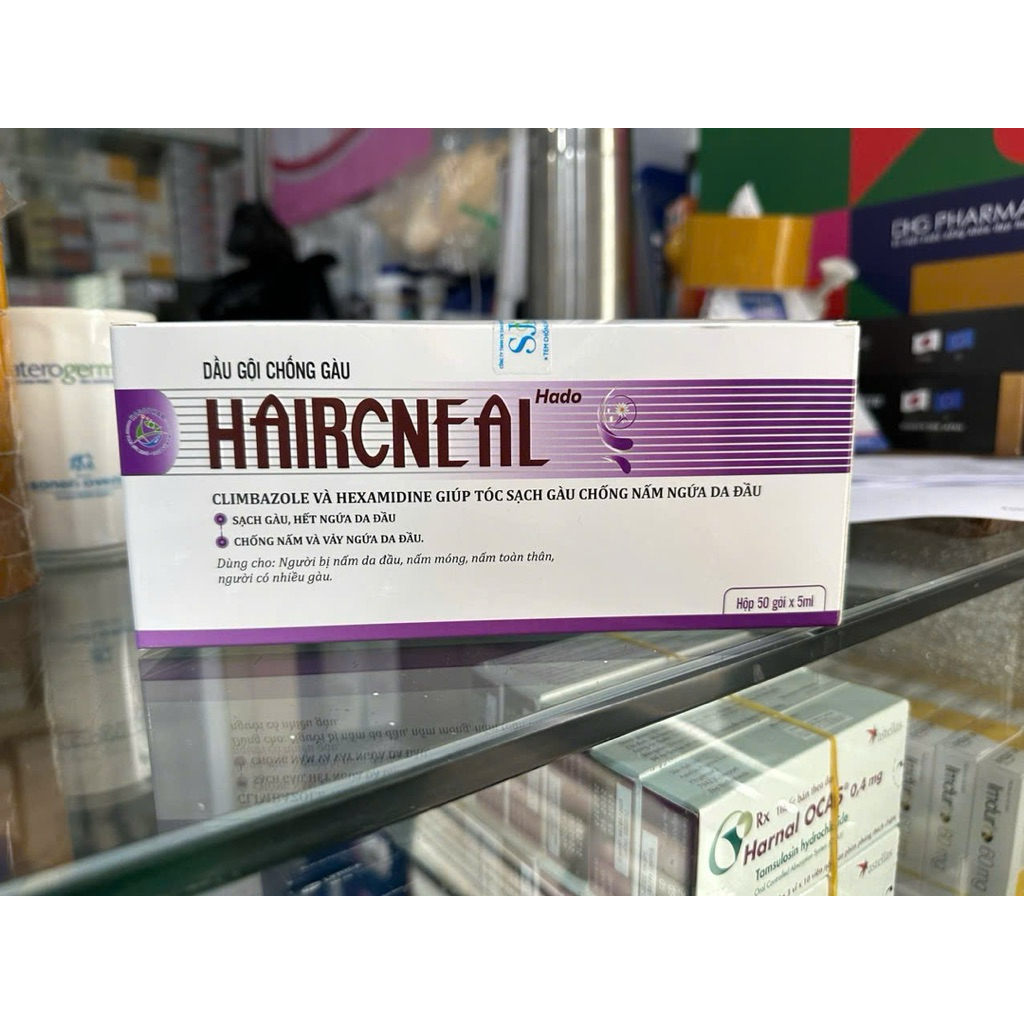 DẦU GỘI CHỐNG GÀU
HAIRCNEAL Hado
CLIMBAZOLE VÀ HEXAMIDINE GIÚP TÓC SẠCH GÀU CHỐNG NẤM NGỨA DA ĐẦU
SẠCH GÀU, HẾT NGỨA DA ĐẦU
CHỐNG NẤM VÀ VẢY NGỨA DA ĐẦU.
Dùng cho: Người bị nấm da đầu, nấm móng, nấm toàn thân,
người có nhiều gàu.
Hộp 50 gói x 5ml
DHG PHARMA
aterogerm
Rx
Harnal OCAS® 0,4 mg
Tamsulosin hydrochloride
astellas
astellas
Imdur 60mg